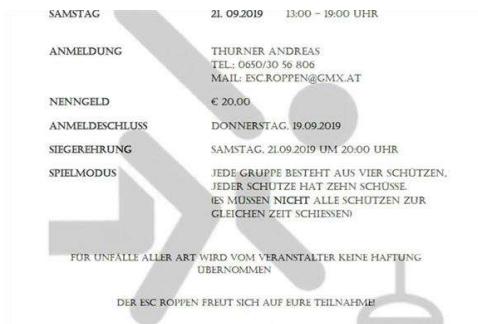 SAMSTAG 21. 09.2019 13:00 – 19:00 UHR
ANMELDUNG THURNER ANDREAS
TEL.: 0650/30 56 806
MAIL: ESC.ROPPEN@GMX.AT
NENNGELD € 20,00
ANMELDESCHLUSS DONNERSTAG, 19.09.2019
SIEGEREHRUNG SAMSTAG, 21.09.2019 UM 20:00 UHR
SPIELMODUS JEDE GRUPPE BESTEHT AUS VIER SCHÜTZEN,
JEDER SCHÜTZE HAT ZEHN SCHÜSSE.
(ES MÜSSEN NICHT ALLE SCHÜTZEN ZUR
GLEICHEN ZEIT SCHIESSEN)
FÜR UNFÄLLE ALLER ART WIRD VOM VERANSTALTER KEINE HAFTUNG
ÜBERNOMMEN
DER ESC ROPPEN FREUT SICH AUF EURE TEILNAHME!